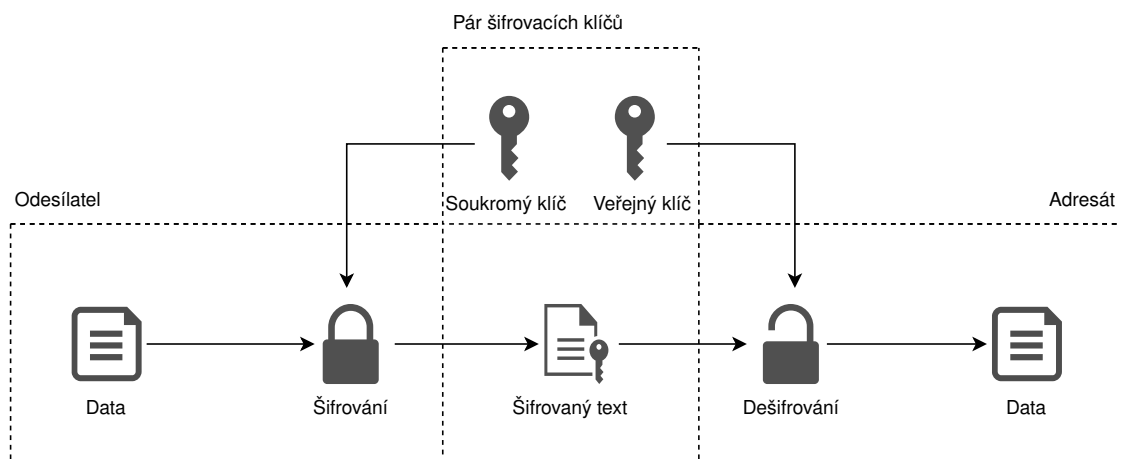 Pár šifrovacích klíčů
Soukromý klíč
Veřejný klíč
Odesílatel
Adresát
Data
Šifrování
Šifrovaný text
Dešifrování
Data